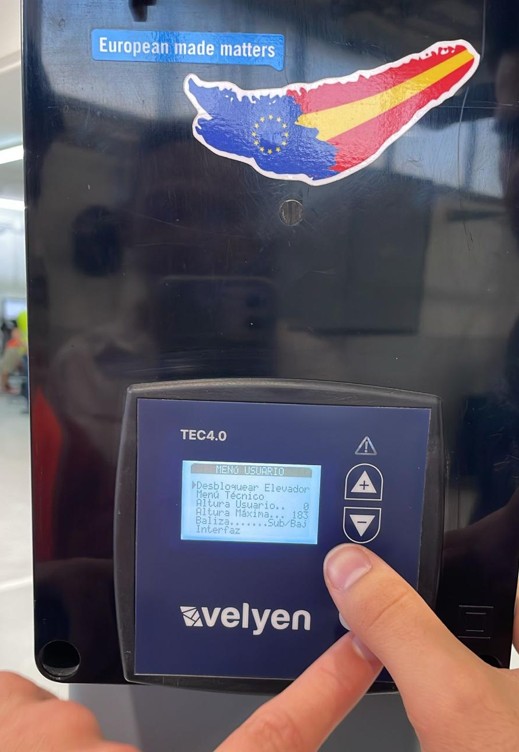 European made matters
TEC4.0
MENÚ USUARIO
Desbloquear Elevador
Menú Técnico
Altura Usuario.. 0
Altura Máxima... 183
Baliza.......Sub/Baj
Interfaz
velyen